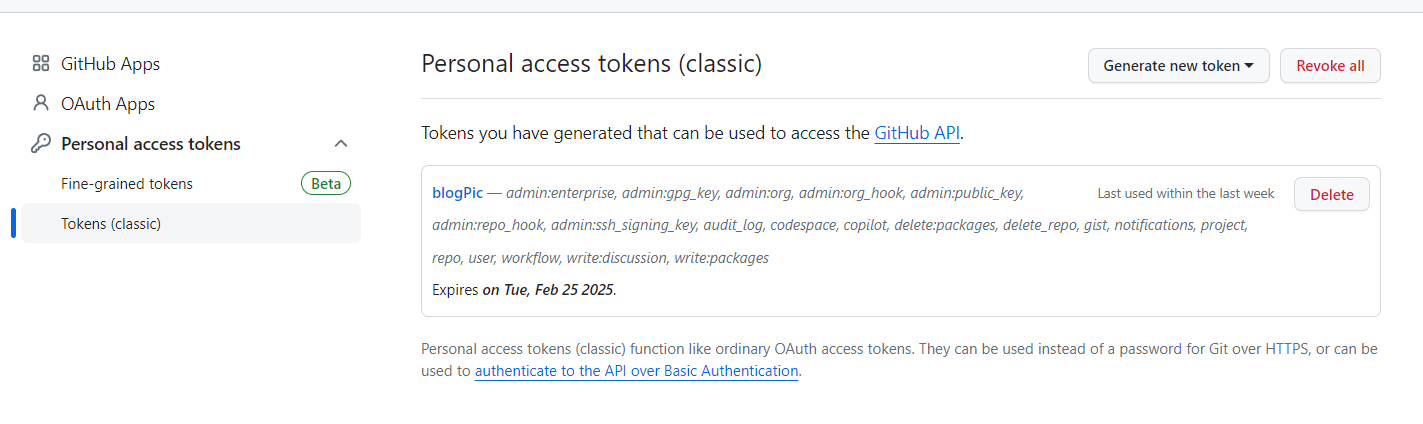 GitHub Apps
OAuth Apps
Personal access tokens
Fine-grained tokens Beta
Tokens (classic)
Personal access tokens (classic)
Generate new token
Revoke all
Tokens you have generated that can be used to access the GitHub API.
blogPic — admin:enterprise, admin:gpg_key, admin:org, admin:org_hook, admin:public_key,
Last used within the last week
Delete
admin:repo_hook, admin:ssh_signing_key, audit_log, codespace, copilot, delete:packages, delete_repo, gist, notifications, project,
repo, user, workflow, write:discussion, write:packages
Expires on Tue, Feb 25 2025.
Personal access tokens (classic) function like ordinary OAuth access tokens. They can be used instead of a password for Git over HTTPS, or can be
used to authenticate to the API over Basic Authentication.